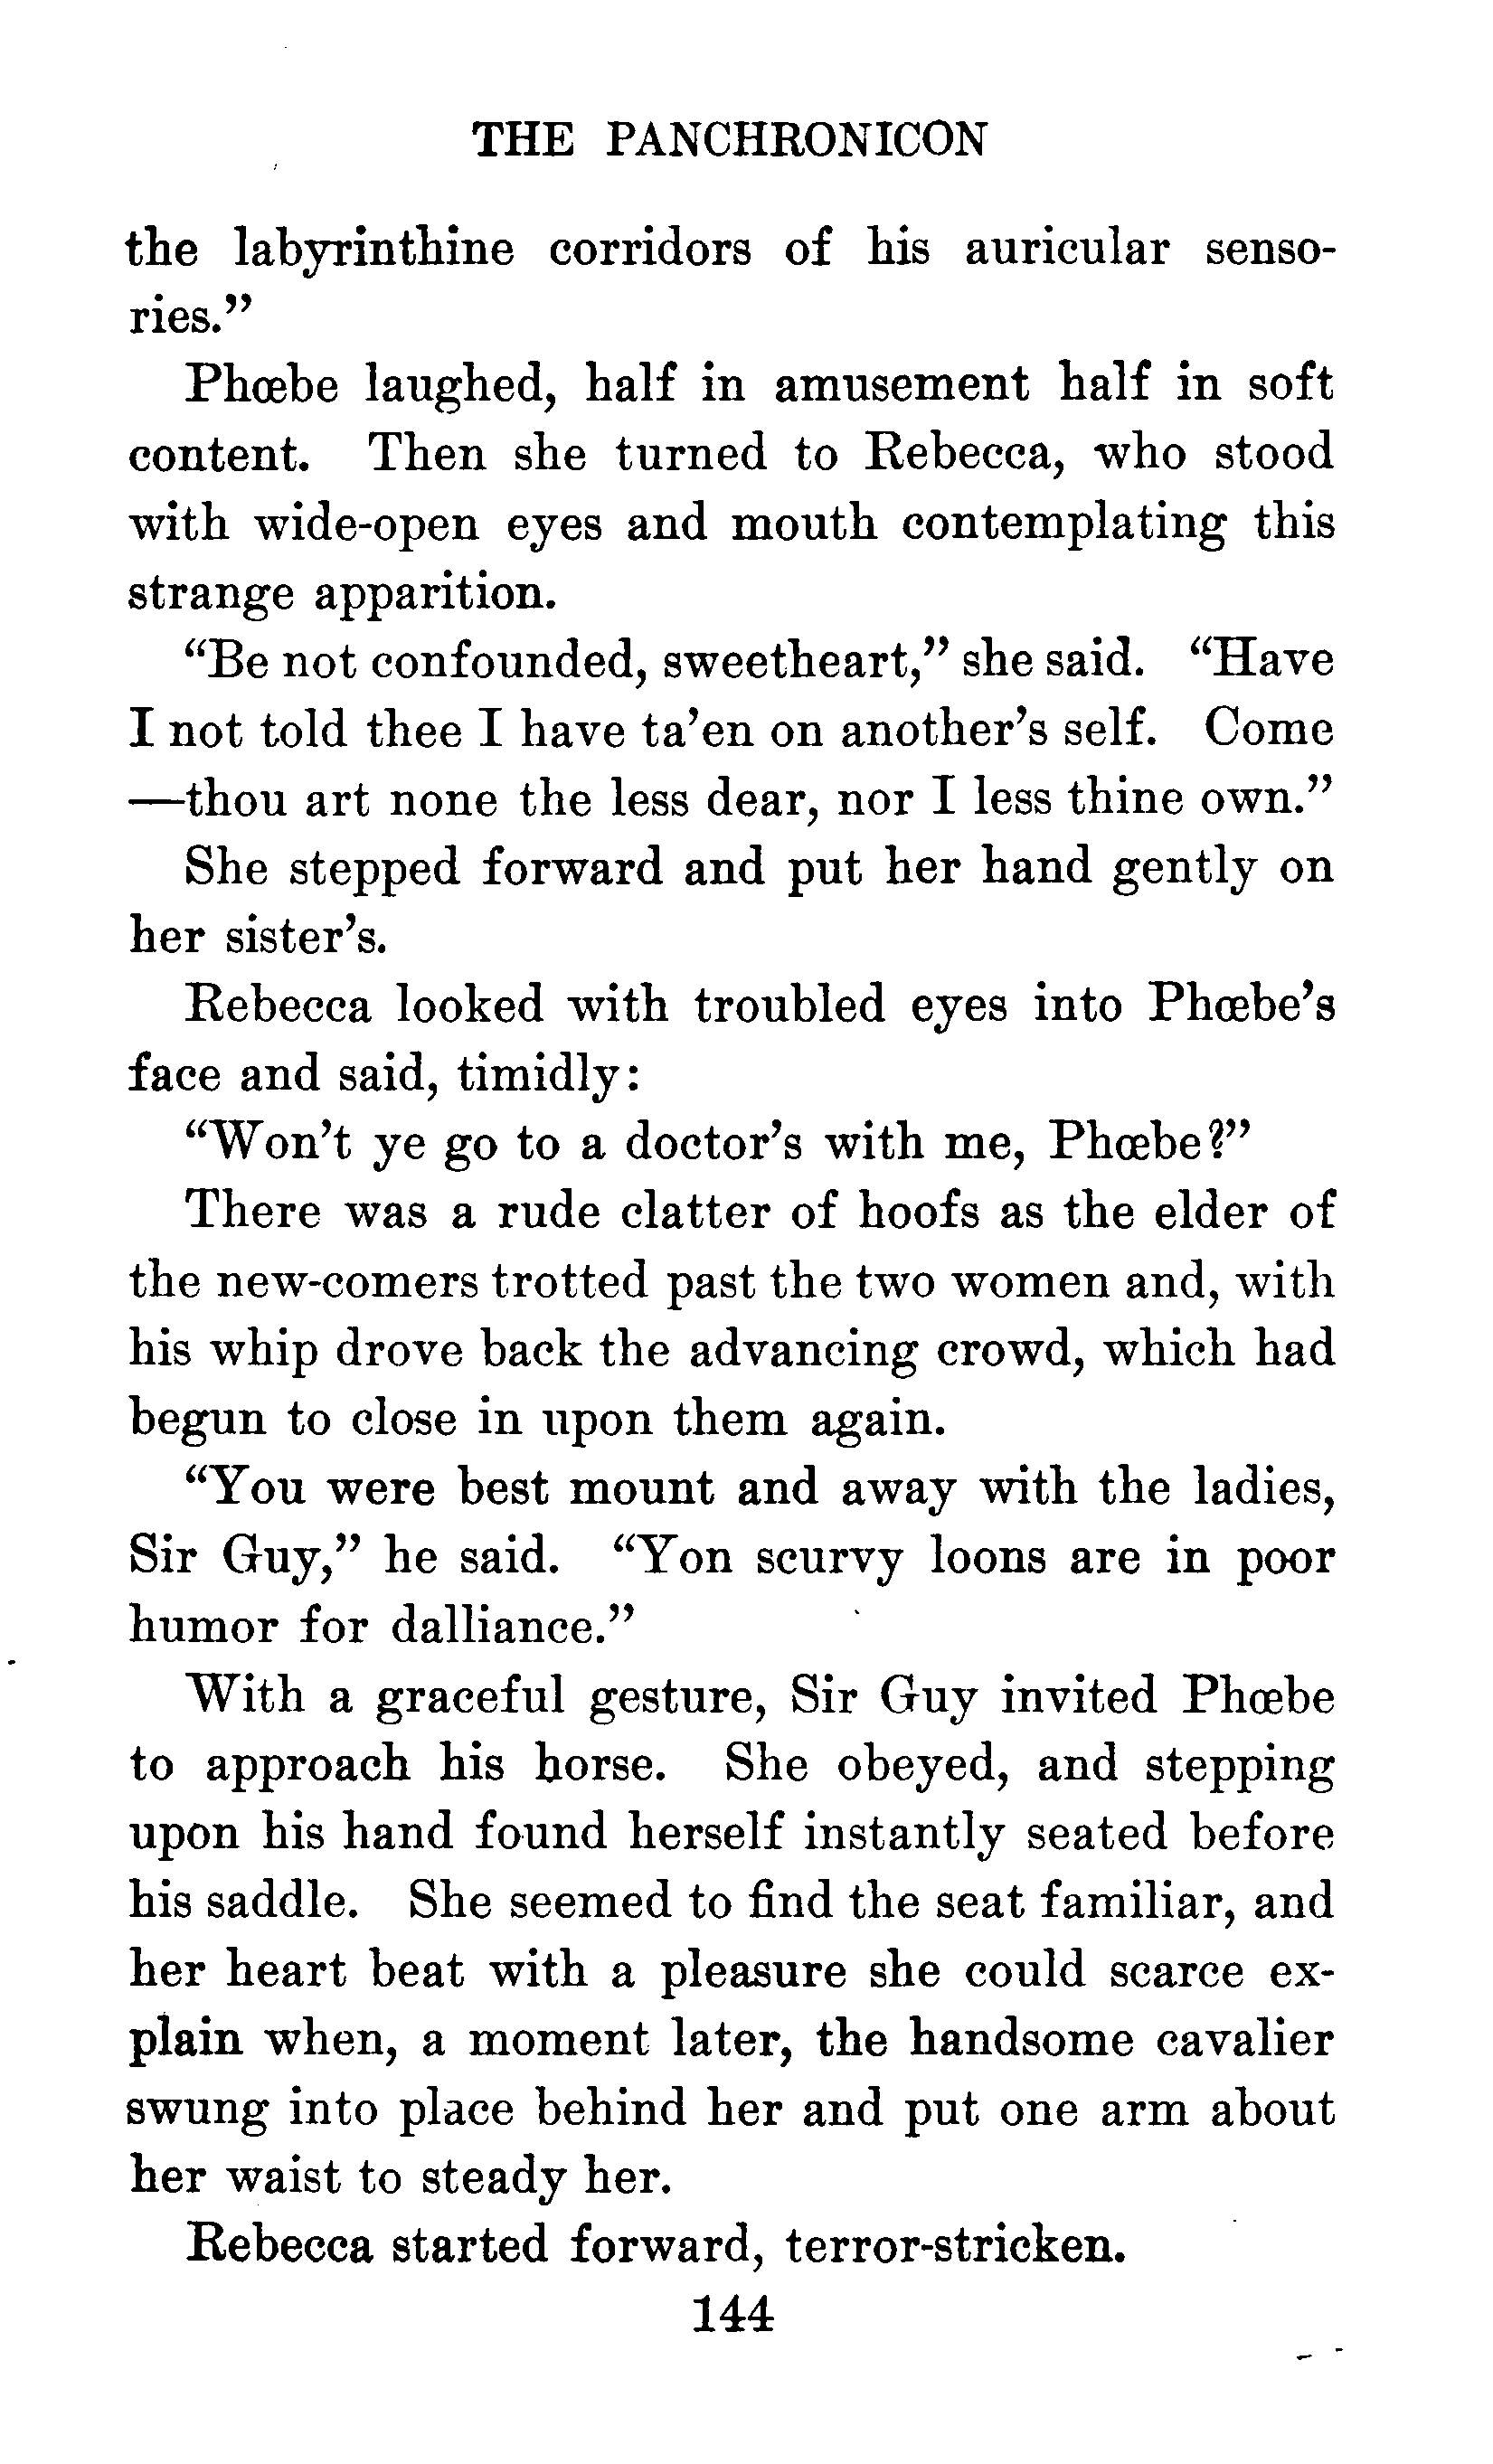 THE PANCHRONICON
the labyrinthine corridors of his auricular senso-
ries.”
Phœbe laughed, half in amusement half in soft
content. Then she turned to Rebecca, who stood
with wide-open eyes and mouth contemplating this
strange apparition.
“Be not confounded, sweetheart,” she said. “Have
I not told thee I have ta’en on another’s self. Come
—thou art none the less dear, nor I less thine own.”
She stepped forward and put her hand gently on
her sister’s.
Rebecca looked with troubled eyes into Phœbe’s
face and said, timidly:
“Won’t ye go to a doctor’s with me, Phœbe?”
There was a rude clatter of hoofs as the elder of
the new-comers trotted past the two women and, with
his whip drove back the advancing crowd, which had
begun to close in upon them again.
“You were best mount and away with the ladies,
Sir Guy,” he said. “Yon scurvy loons are in poor
humor for dalliance.”
With a graceful gesture, Sir Guy invited Phœbe
to approach his horse. She obeyed, and stepping
upon his hand found herself instantly seated before
his saddle. She seemed to find the seat familiar, and
her heart beat with a pleasure she could scarce ex-
plain when, a moment later, the handsome cavalier
swung into place behind her and put one arm about
her waist to steady her.
Rebecca started forward, terror-stricken.
144